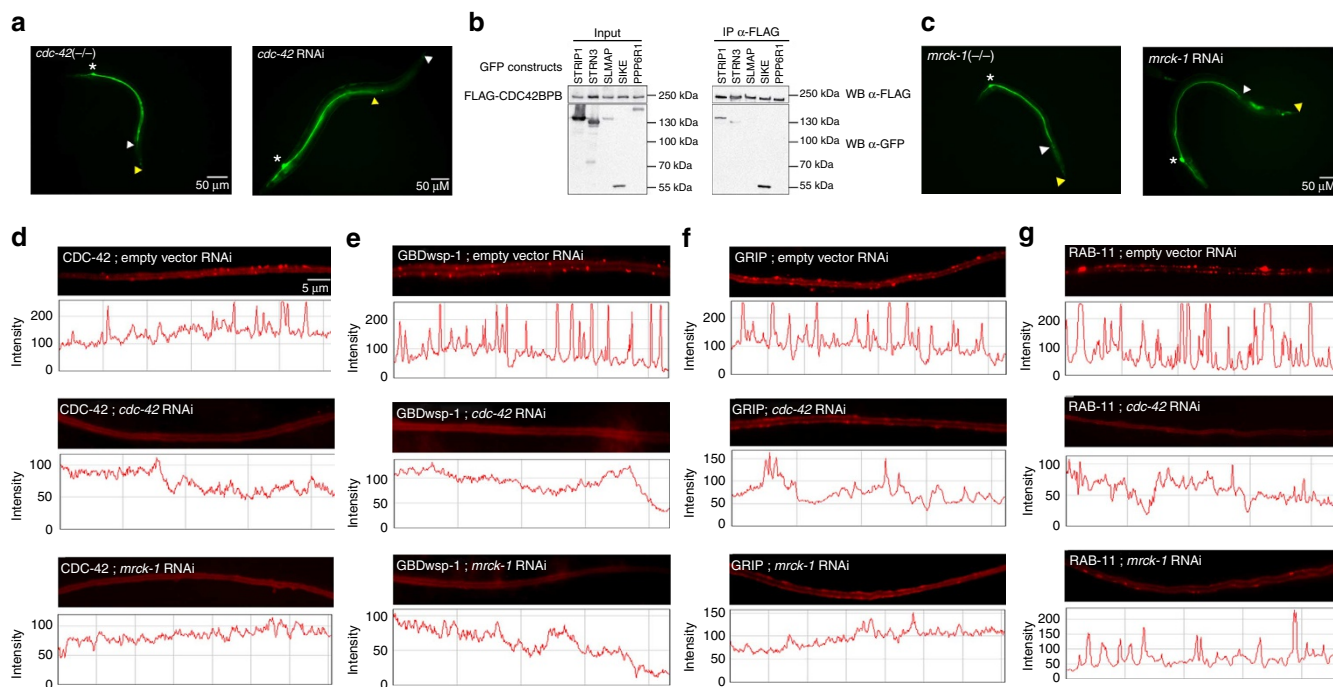 a
cdc-42(–/–)
*
50 µm
cdc-42 RNAi
*
50 µM
b
Input
IP α-FLAG
GFP constructs
STRIP1
STRN3
SLMAP
SIKE
PPP6R1
STRIP1
STRN3
SLMAP
SIKE
PPP6R1
FLAG-CDC42BPB
250 kDa
130 kDa
100 kDa
70 kDa
55 kDa
250 kDa
130 kDa
100 kDa
70 kDa
55 kDa
WB α-FLAG
WB α-GFP
c
mrck-1(–/–)
*
mrck-1 RNAi
*
50 µM
d
CDC-42 ; empty vector RNAi
5 µm
Intensity
200
100
0
CDC-42 ; cdc-42 RNAi
Intensity
100
50
0
CDC-42 ; mrck-1 RNAi
Intensity
100
50
0
e
GBDwsp-1 ; empty vector RNAi
Intensity
200
100
0
GBDwsp-1 ; cdc-42 RNAi
Intensity
100
50
0
GBDwsp-1 ; mrck-1 RNAi
Intensity
100
50
0
f
GRIP ; empty vector RNAi
Intensity
200
100
0
GRIP; cdc-42 RNAi
Intensity
150
100
50
0
GRIP ; mrck-1 RNAi
Intensity
150
100
50
0
g
RAB-11 ; empty vector RNAi
Intensity
200
100
0
RAB-11 ; cdc-42 RNAi
Intensity
100
50
0
RAB-11 ; mrck-1 RNAi
Intensity
200
150
100
50
0